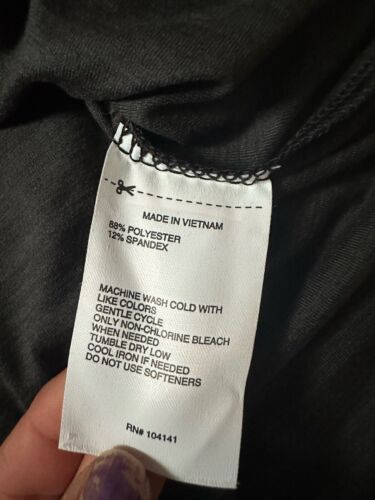 MADE IN VIETNAM
88% POLYESTER
12% SPANDEX
MACHINE WASH COLD WITH
LIKE COLORS
GENTLE CYCLE
ONLY NON-CHLORINE BLEACH
WHEN NEEDED
TUMBLE DRY LOW
COOL IRON IF NEEDED
DO NOT USE SOFTENERS
RN# 104141